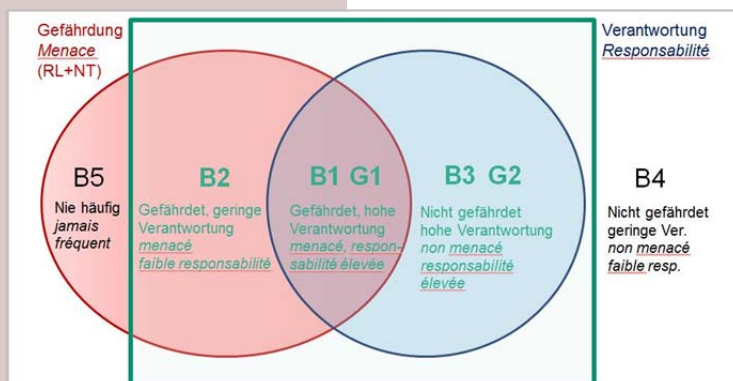 Gefährdung
Menace
(RL+NT)
Verantwortung
Responsabilité
B5
Nie häufig
jamais
fréquent
B2
Gefährdet, geringe
Verantwortung
menacé
faible responsabilité
B1 G1
Gefährdet, hohe
Verantwortung
menacé, respon-
sabilité élevée
B3 G2
Nicht gefährdet
hohe Verantwortung
non menacé
responsabilité
élevée
B4
Nicht gefährdet
geringe Ver.
non menacé
faible resp.